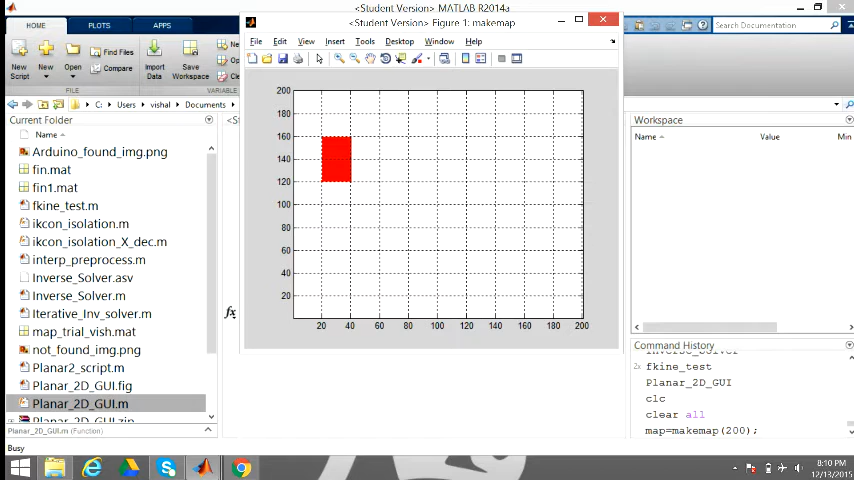 <Student Version> MATLAB R2014a
<Student Version> Figure 1: makemap
HOME PLOTS APPS
Search Documentation
File Edit View Insert Tools Desktop Window Help
New Script
New
Open
Find Files
Compare
Import Data
Save Workspace
FILE
C: Users vishal Documents
Current Folder
Name
Arduino_found_img.png
fin.mat
fin1.mat
fkine_test.m
ikcon_isolation.m
ikcon_isolation_X_dec.m
interp_preprocess.m
Inverse_Solver.asv
Inverse_Solver.m
Iterative_Inv_solver.m
map_trial_vish.mat
not_found_img.png
Planar2_script.m
Planar_2D_GUI.fig
Planar_2D_GUI.m
Planar_2D_GUI.zip
Planar_2D_GUI.m (Function)
Busy
fx
200
180
160
140
120
100
80
60
40
20
20 40 60 80 100 120 140 160 180 200
Workspace
Name Value Min
Command History
Inverse_Solver
2x fkine_test
Planar_2D_GUI
clc
clear all
map=makemap(200);
8:10 PM
12/13/2015